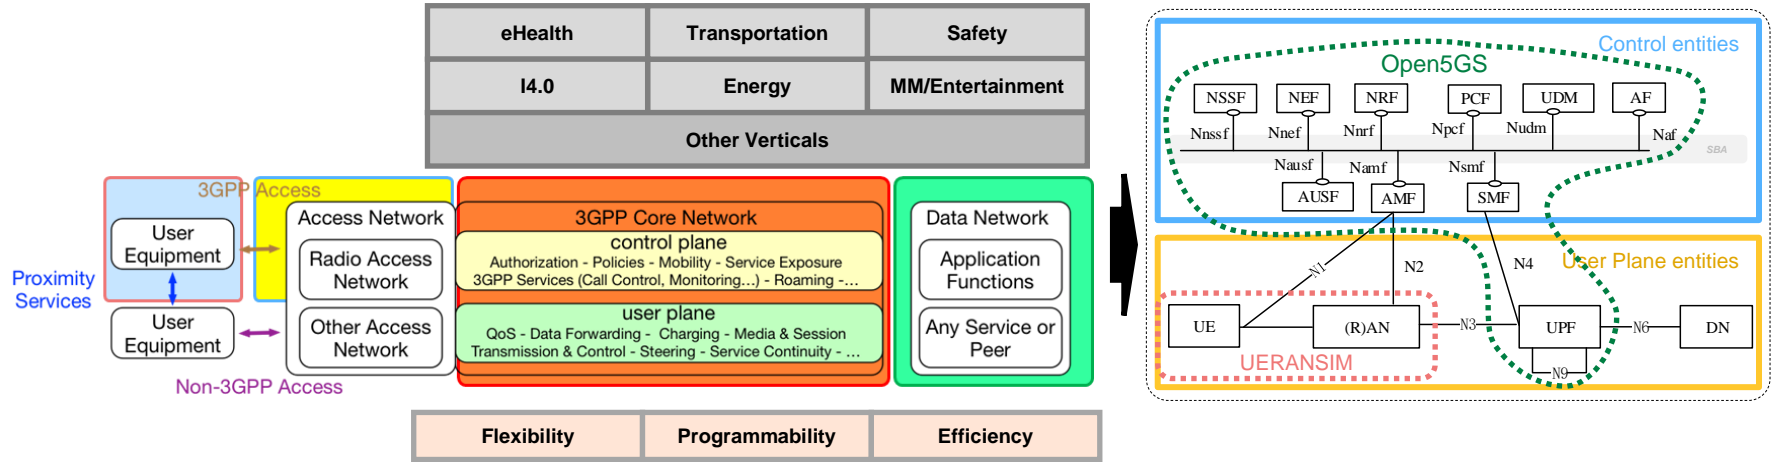 eHealth
Transportation
Safety
I4.0
Energy
MM/Entertainment
Other Verticals
3GPP Access
User
Equipment
Proximity
Services
User
Equipment
Non-3GPP Access
Access Network
Radio Access
Network
Other Access
Network
3GPP Core Network
control plane
Authorization - Policies - Mobility - Service Exposure
3GPP Services (Call Control, Monitoring...) - Roaming -...
user plane
QoS - Data Forwarding - Charging - Media & Session
Transmission & Control - Steering - Service Continuity - ...
Data Network
Application
Functions
Any Service or
Peer
Flexibility
Programmability
Efficiency
Control entities
Open5GS
NSSF
NEF
NRF
PCF
UDM
AF
Nnssf
Nnef
Nnrf
Npcf
Nudm
Naf
SBA
Nausf
Namf
Nsmf
AUSF
AMF
SMF
N1
N2
N4
User Plane entities
UE
(R)AN
N3
UPF
N6
DN
UERANSIM
N9